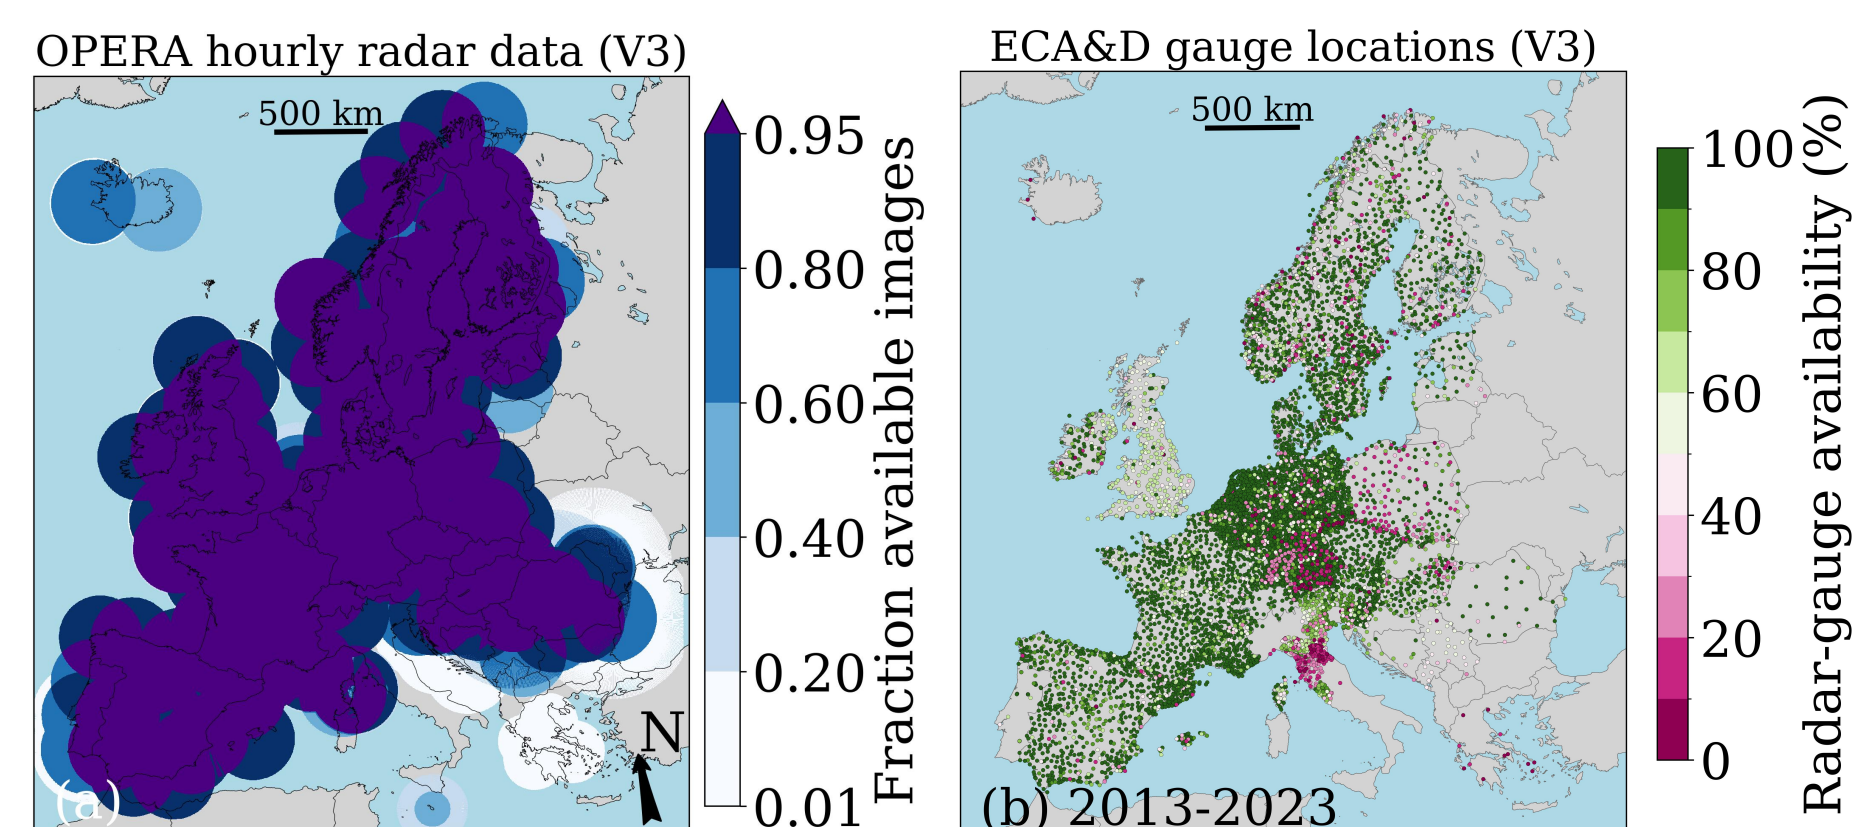 OPERA hourly radar data (V3)
500 km
N
(a)
0.95
0.80
0.60
0.40
0.20
0.01
Fraction available images
ECA&D gauge locations (V3)
500 km
(b) 2013-2023
100
80
60
40
20
0
Radar-gauge availability (%)